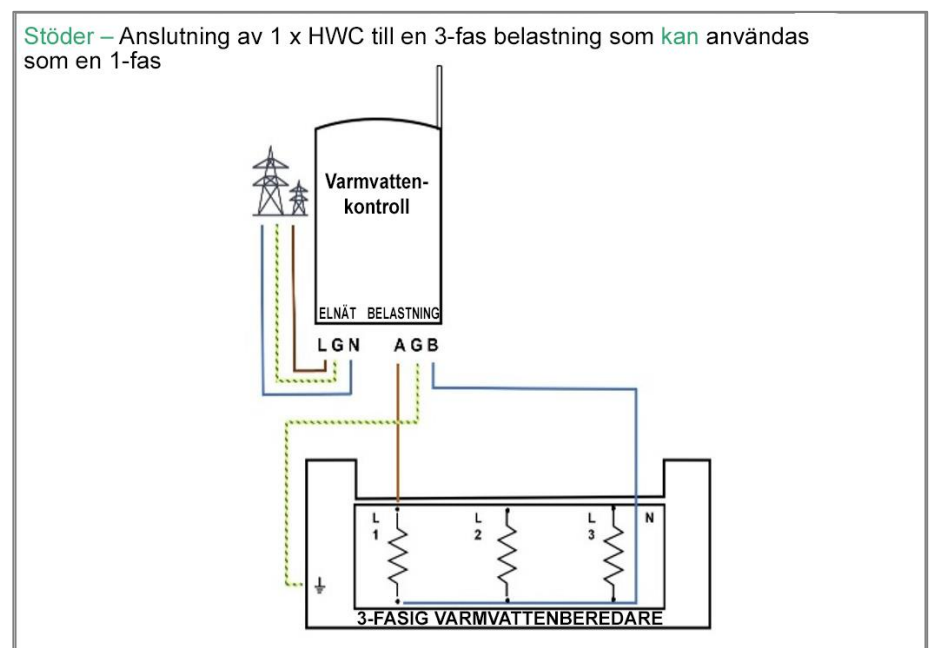 Stöder – Anslutning av 1 x HWC till en 3-fas belastning som kan användas
som en 1-fas
Varmvatten-
kontroll
ELNÄT BELASTNING
L G N A G B
L
1
L
2
L
3
N
3-FASIG VARMVATTENBEREDARE